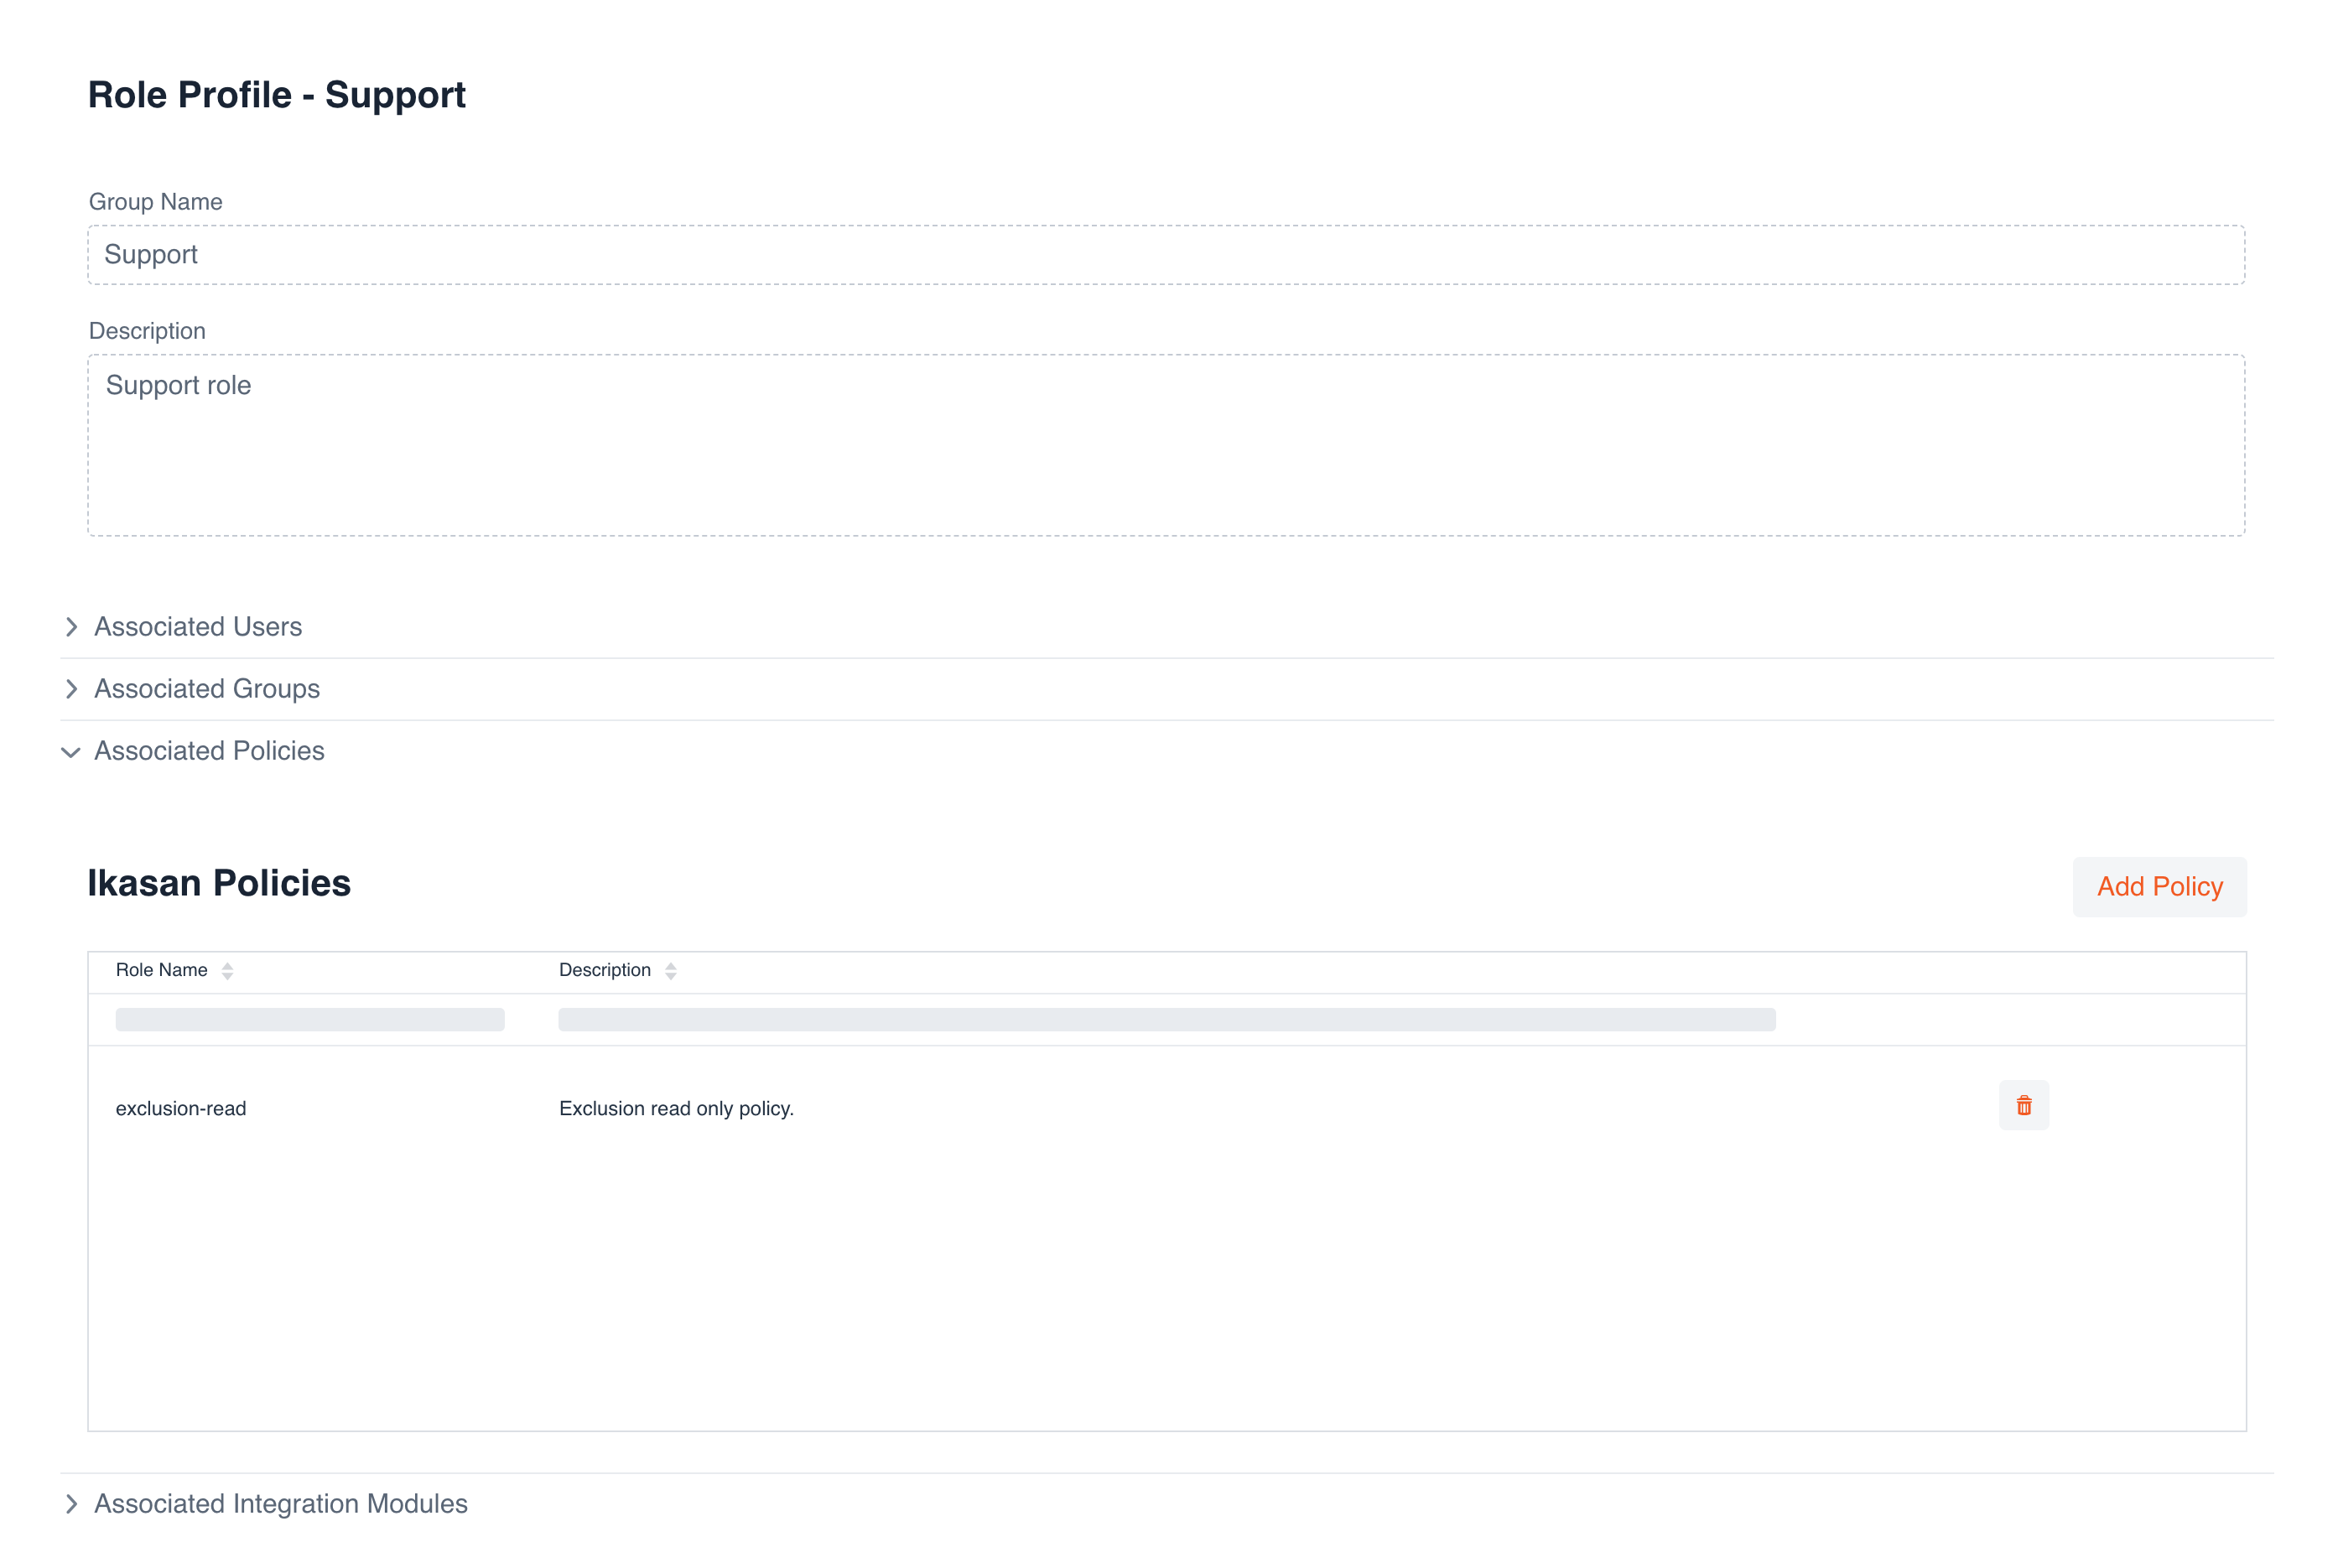 Role Profile - Support
Group Name
Support
Description
Support role
Associated Users
Associated Groups
Associated Policies
Ikasan Policies
Add Policy
Role Name Description
exclusion-read Exclusion read only policy.
Associated Integration Modules